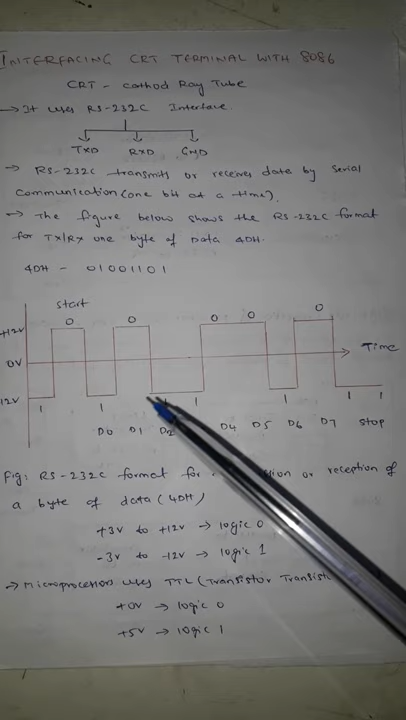 INTERFACING CRT TERMINAL WITH 8086
CRT - Cathod Ray Tube
→ It uses RS-232C Interface.
TXD RXD GND
→ RS-232C transmits or receives data by serial
communication (one bit at a time).
→ The figure below shows the RS-232C format
for TX/RX one byte of Data 4DH.
4DH - 01001101
start
0 0 0 0 0
+12V
0V
Time
12V
1 1 1 1 1 1 1
D0 D1 D2 D4 D5 D6 D7 stop
Fig: RS-232C format for or reception of
a byte of data (4DH)
+3V to +12V → logic 0
-3V to -12V → logic 1
→ Microprocessors uses TTL (Transistor
+0V → logic 0
+5V → logic 1